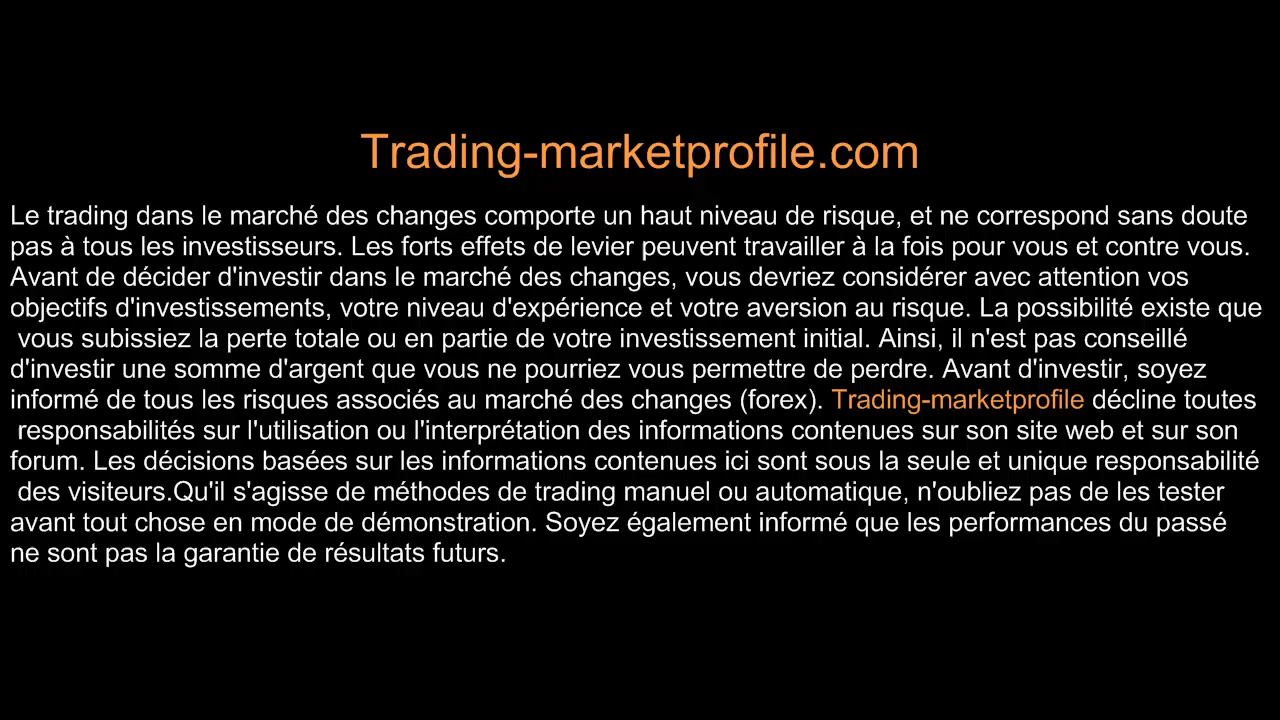 Trading-marketprofile.com
Le trading dans le marché des changes comporte un haut niveau de risque, et ne correspond sans doute
pas à tous les investisseurs. Les forts effets de levier peuvent travailler à la fois pour vous et contre vous.
Avant de décider d'investir dans le marché des changes, vous devriez considérer avec attention vos
objectifs d'investissements, votre niveau d'expérience et votre aversion au risque. La possibilité existe que
vous subissiez la perte totale ou en partie de votre investissement initial. Ainsi, il n'est pas conseillé
d'investir une somme d'argent que vous ne pourriez vous permettre de perdre. Avant d'investir, soyez
informé de tous les risques associés au marché des changes (forex). Trading-marketprofile décline toutes
responsabilités sur l'utilisation ou l'interprétation des informations contenues sur son site web et sur son
forum. Les décisions basées sur les informations contenues ici sont sous la seule et unique responsabilité
des visiteurs.Qu'il s'agisse de méthodes de trading manuel ou automatique, n'oubliez pas de les tester
avant tout chose en mode de démonstration. Soyez également informé que les performances du passé
ne sont pas la garantie de résultats futurs.